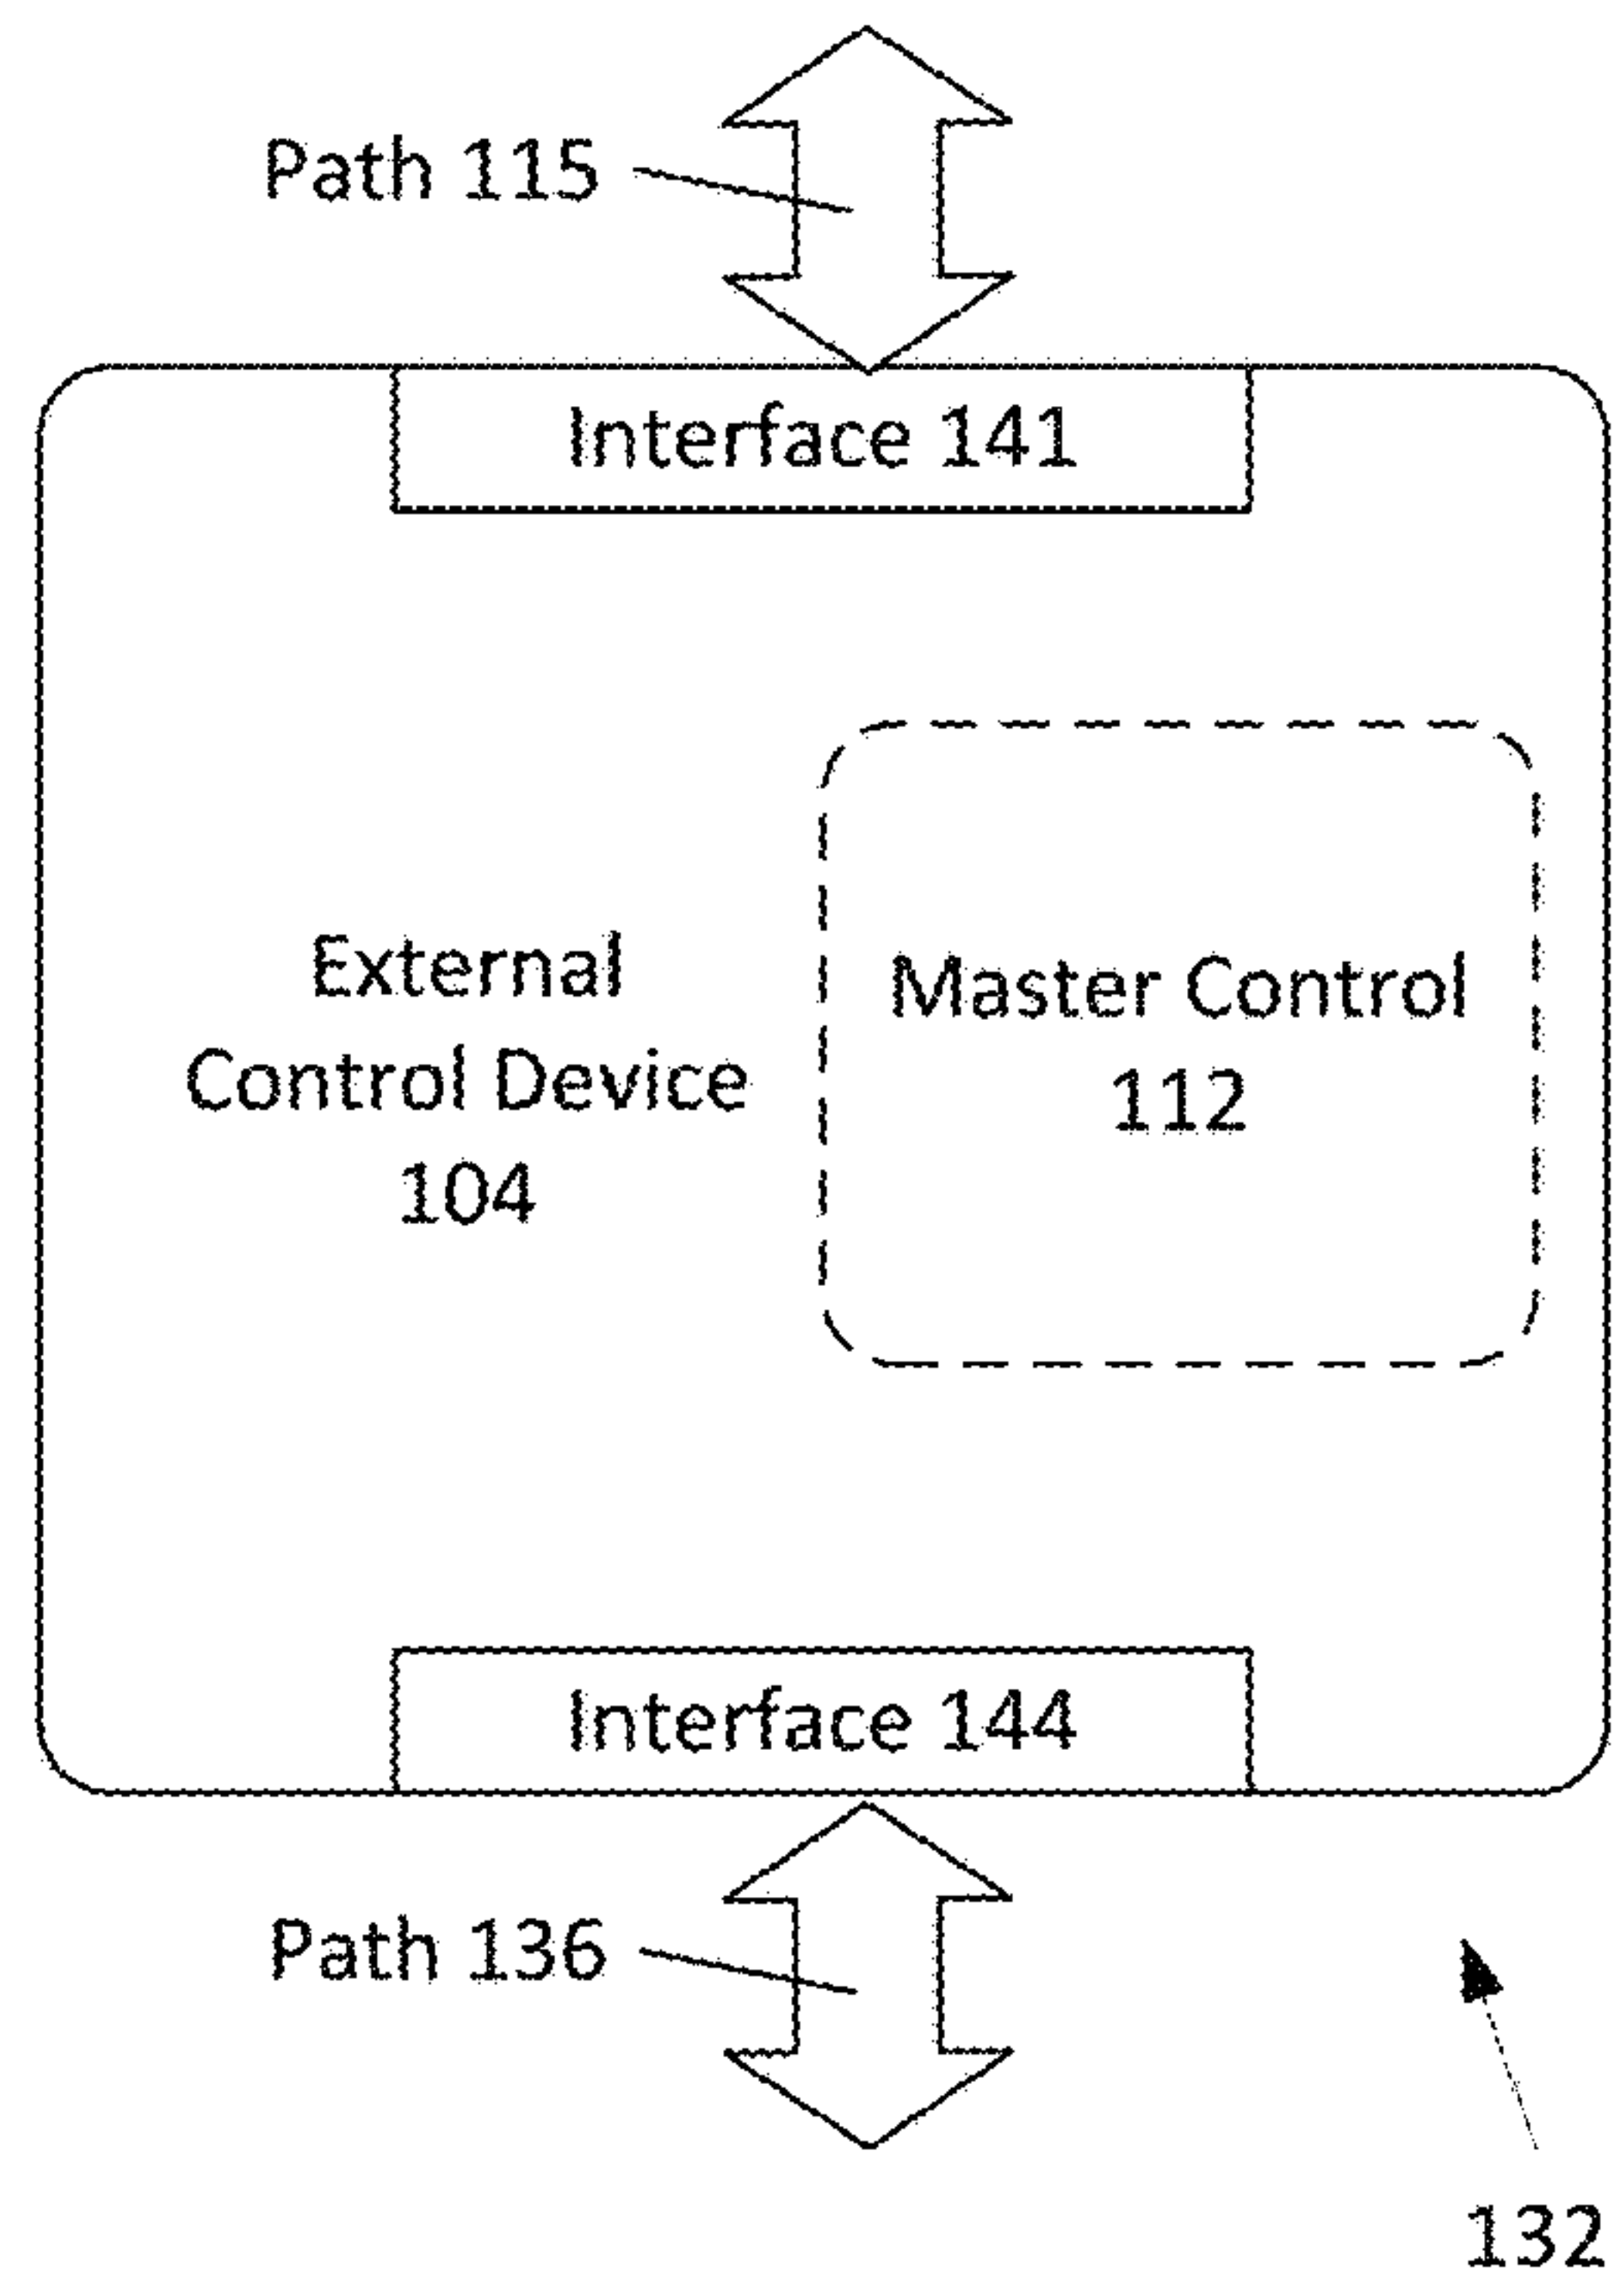 Path 115
Interface 141
External
Control Device
104
Master Control
112
Interface 144
Path 136
132